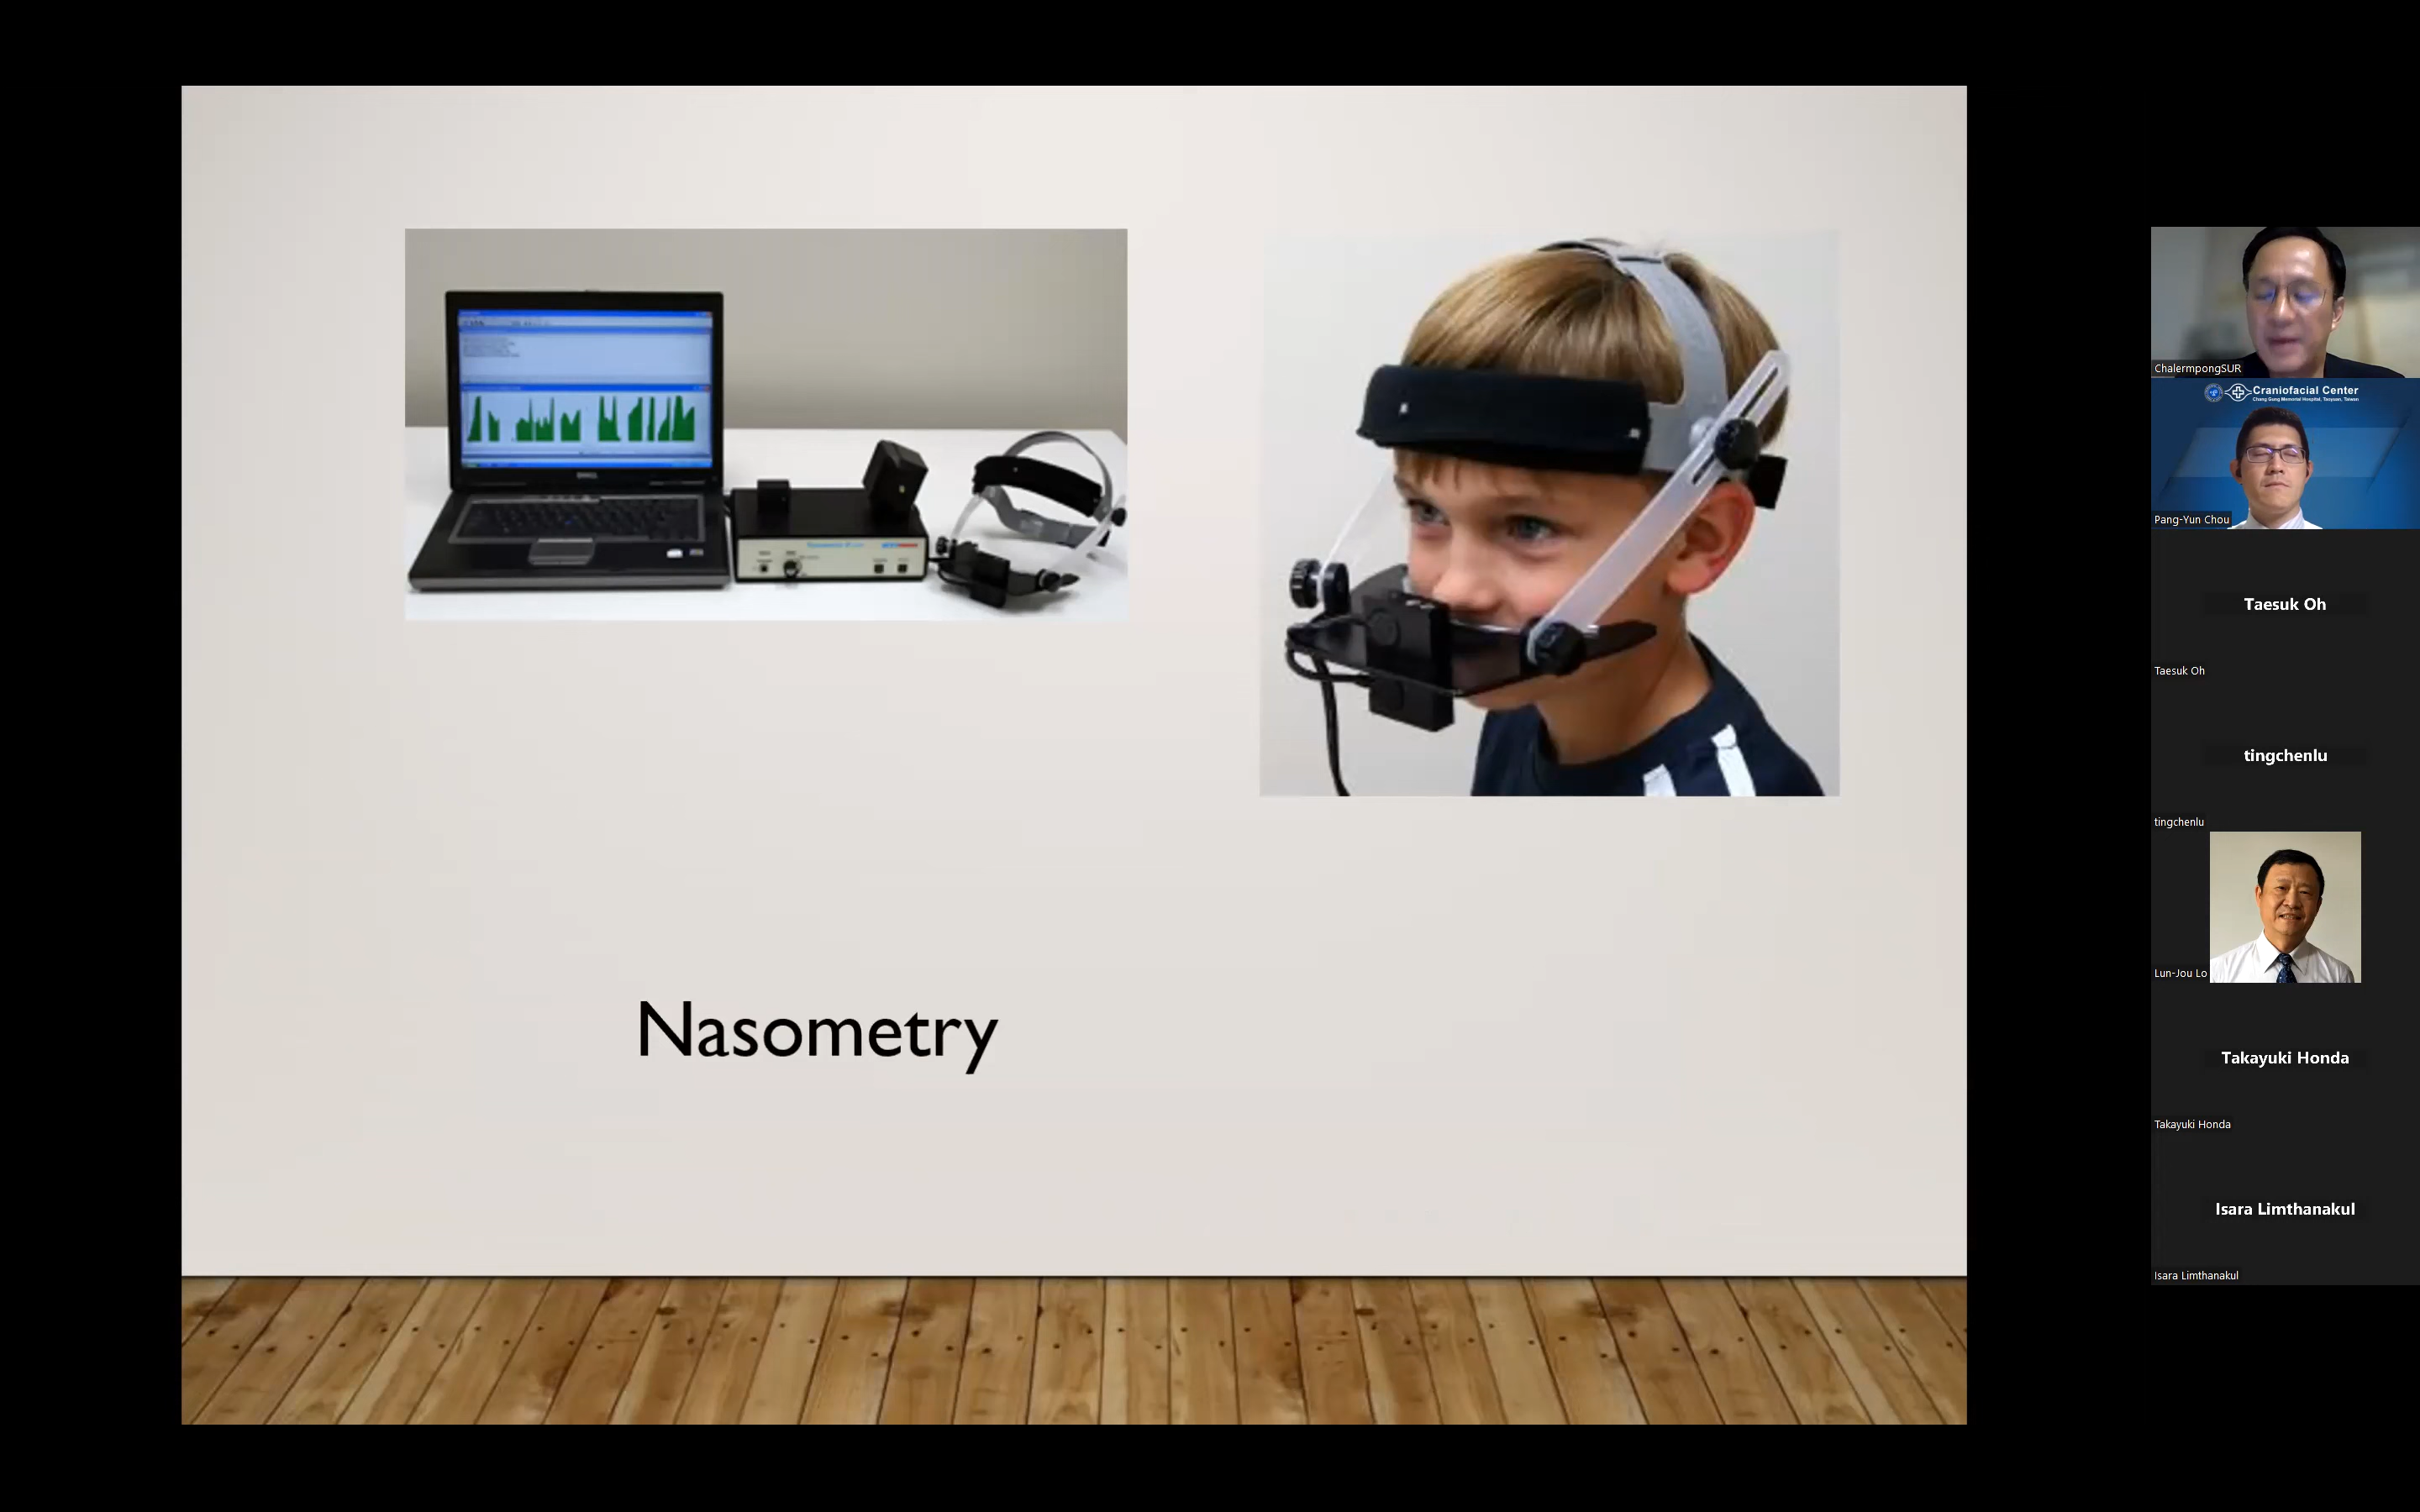 Nasometry
ChalermpongSUR
Craniofacial Center
Chang Gung Memorial Hospital, Taoyuan, Taiwan
Pang-Yun Chou
Taesuk Oh
Taesuk Oh
tingchenlu
tingchenlu
Lun-Jou Lo
Takayuki Honda
Takayuki Honda
Isara Limthanakul
Isara Limthanakul